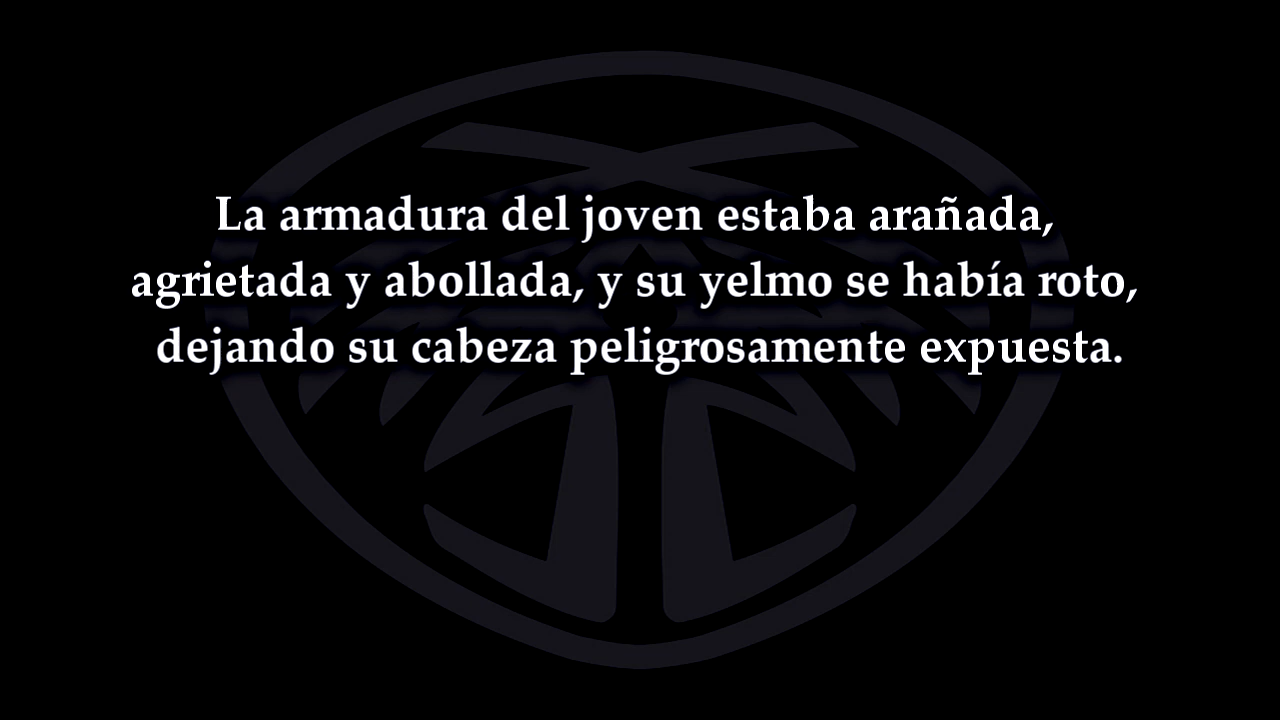 La armadura del joven estaba arañada,
agrietada y abollada, y su yelmo se había roto,
dejando su cabeza peligrosamente expuesta.